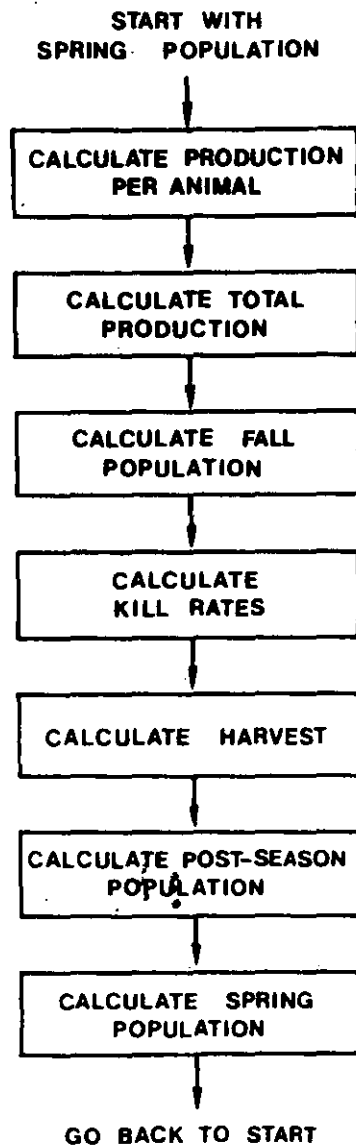 START WITH
SPRING POPULATION
CALCULATE PRODUCTION
PER ANIMAL
CALCULATE TOTAL
PRODUCTION
CALCULATE FALL
POPULATION
CALCULATE
KILL RATES
CALCULATE HARVEST
CALCULATE POST-SEASON
POPULATION
CALCULATE SPRING
POPULATION
GO BACK TO START